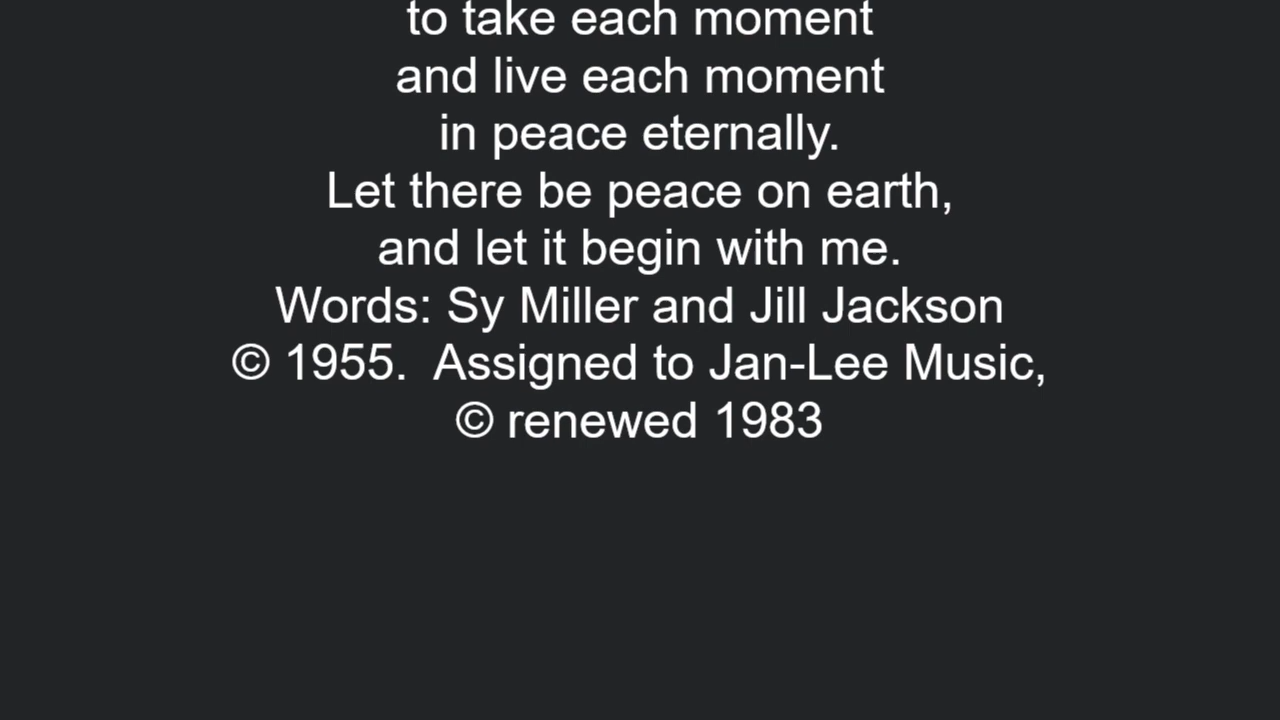 to take each moment
and live each moment
in peace eternally.
Let there be peace on earth,
and let it begin with me.
Words: Sy Miller and Jill Jackson
© 1955.  Assigned to Jan-Lee Music,
© renewed 1983